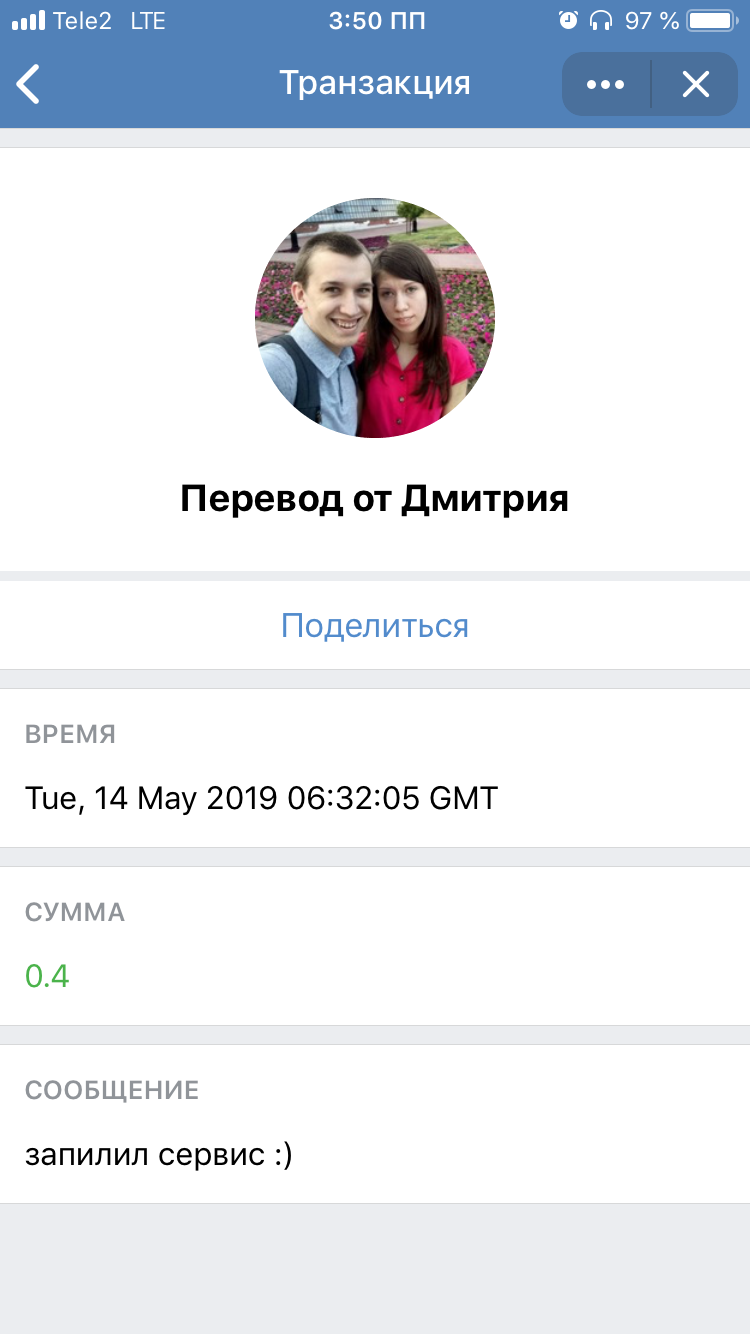 Tele2 LTE 3:50 ПП 97 %
Транзакция
Перевод от Дмитрия
Поделиться
ВРЕМЯ
Tue, 14 May 2019 06:32:05 GMT
СУММА
0.4
СООБЩЕНИЕ
запилил сервис :)